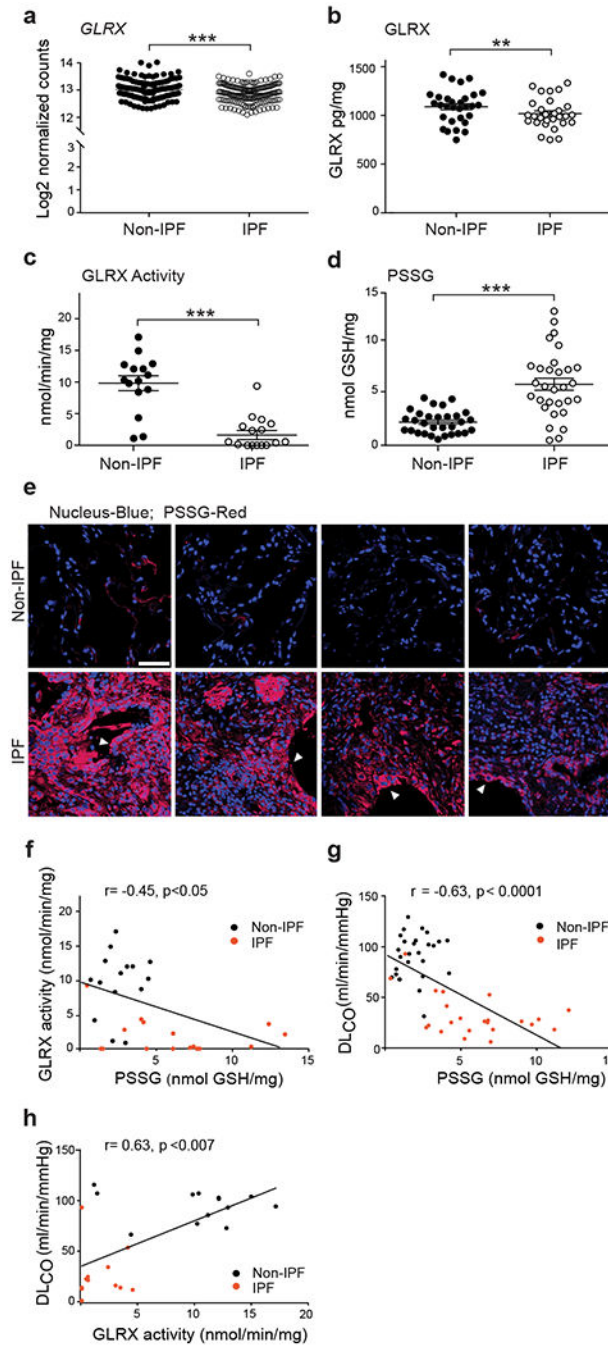 a
GLRX
***
Log2 normalized counts
14
13
12
3
2
1
0
Non-IPF
IPF
b
GLRX
**
GLRX pg/mg
1500
1000
500
0
Non-IPF
IPF
c
GLRX Activity
***
nmol/min/mg
20
15
10
5
0
Non-IPF
IPF
d
PSSG
***
nmol GSH/mg
15
10
5
0
Non-IPF
IPF
e
Nucleus-Blue; PSSG-Red
Non-IPF
IPF
f
r= -0.45, p<0.05
Non-IPF
IPF
GLRX activity (nmol/min/mg)
20
15
10
5
0
0
5
10
15
PSSG (nmol GSH/mg)
g
r = -0.63, p< 0.0001
Non-IPF
IPF
DLCO(ml/min/mmHg)
150
100
50
0
0
5
10
PSSG (nmol GSH/mg)
h
r= 0.63, p <0.007
DLCO(ml/min/mmHg)
150
100
50
0
Non-IPF
IPF
5
10
15
20
GLRX activity (nmol/min/mg)